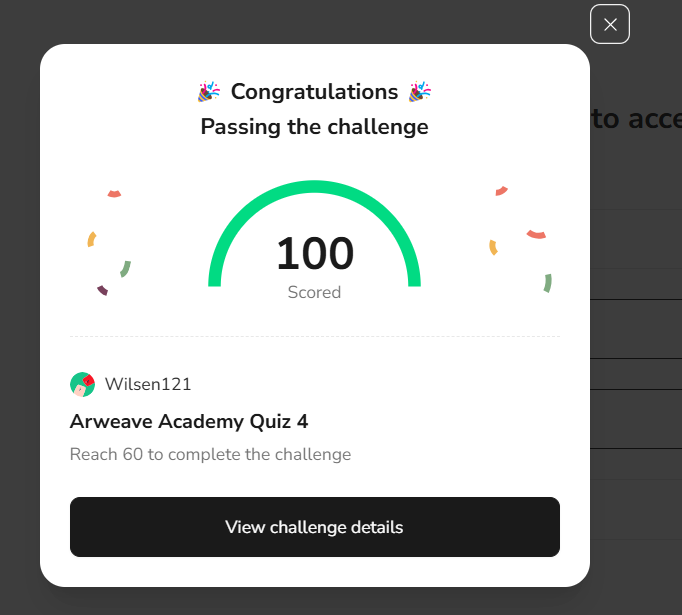 🎉 Congratulations 🎉
Passing the challenge
to acce
100
Scored
Wilsen121
Arweave Academy Quiz 4
Reach 60 to complete the challenge
View challenge details